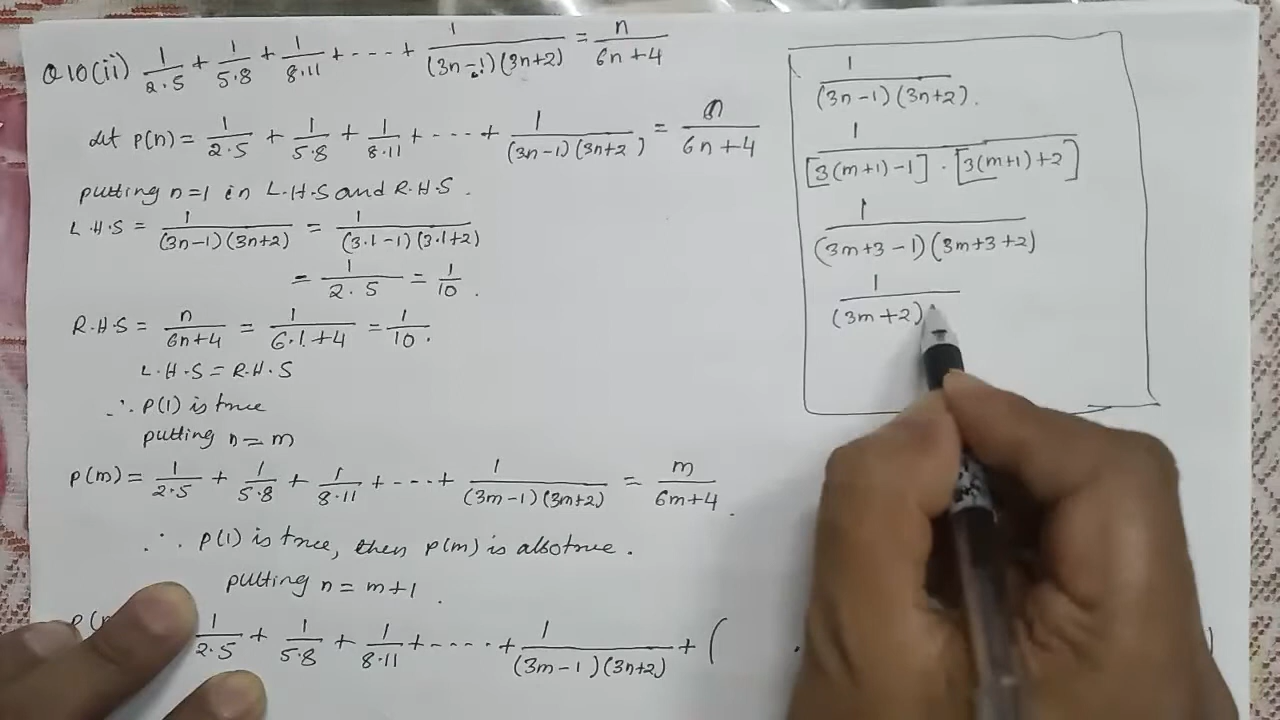 Q10(ii) 1/2·5 + 1/5·8 + 1/8·11 + ---- + 1/(3n-1)(3n+2) = n/6n+4
Let P(n) = 1/2·5 + 1/5·8 + 1/8·11 + ---- + 1/(3n-1)(3n+2) = n/6n+4
putting n=1 in L.H.S and R.H.S.
L.H.S = 1/(3n-1)(3n+2) = 1/(3·1-1)(3·1+2)
= 1/2·5 = 1/10.
R.H.S = n/6n+4 = 1/6·1+4 = 1/10.
L.H.S = R.H.S
∴ P(1) is true
putting n = m
P(m) = 1/2·5 + 1/5·8 + 1/8·11 + ---- + 1/(3m-1)(3m+2) = m/6m+4.
∴ P(1) is true, then P(m) is also true.
putting n = m+1.
1/2·5 + 1/5·8 + 1/8·11 + ---- + 1/(3m-1)(3n+2) + (
1/(3n-1)(3n+2).
1/[3(m+1)-1]·[3(m+1)+2]
1/(3m+3-1)(3m+3+2)
1/(3m+2)